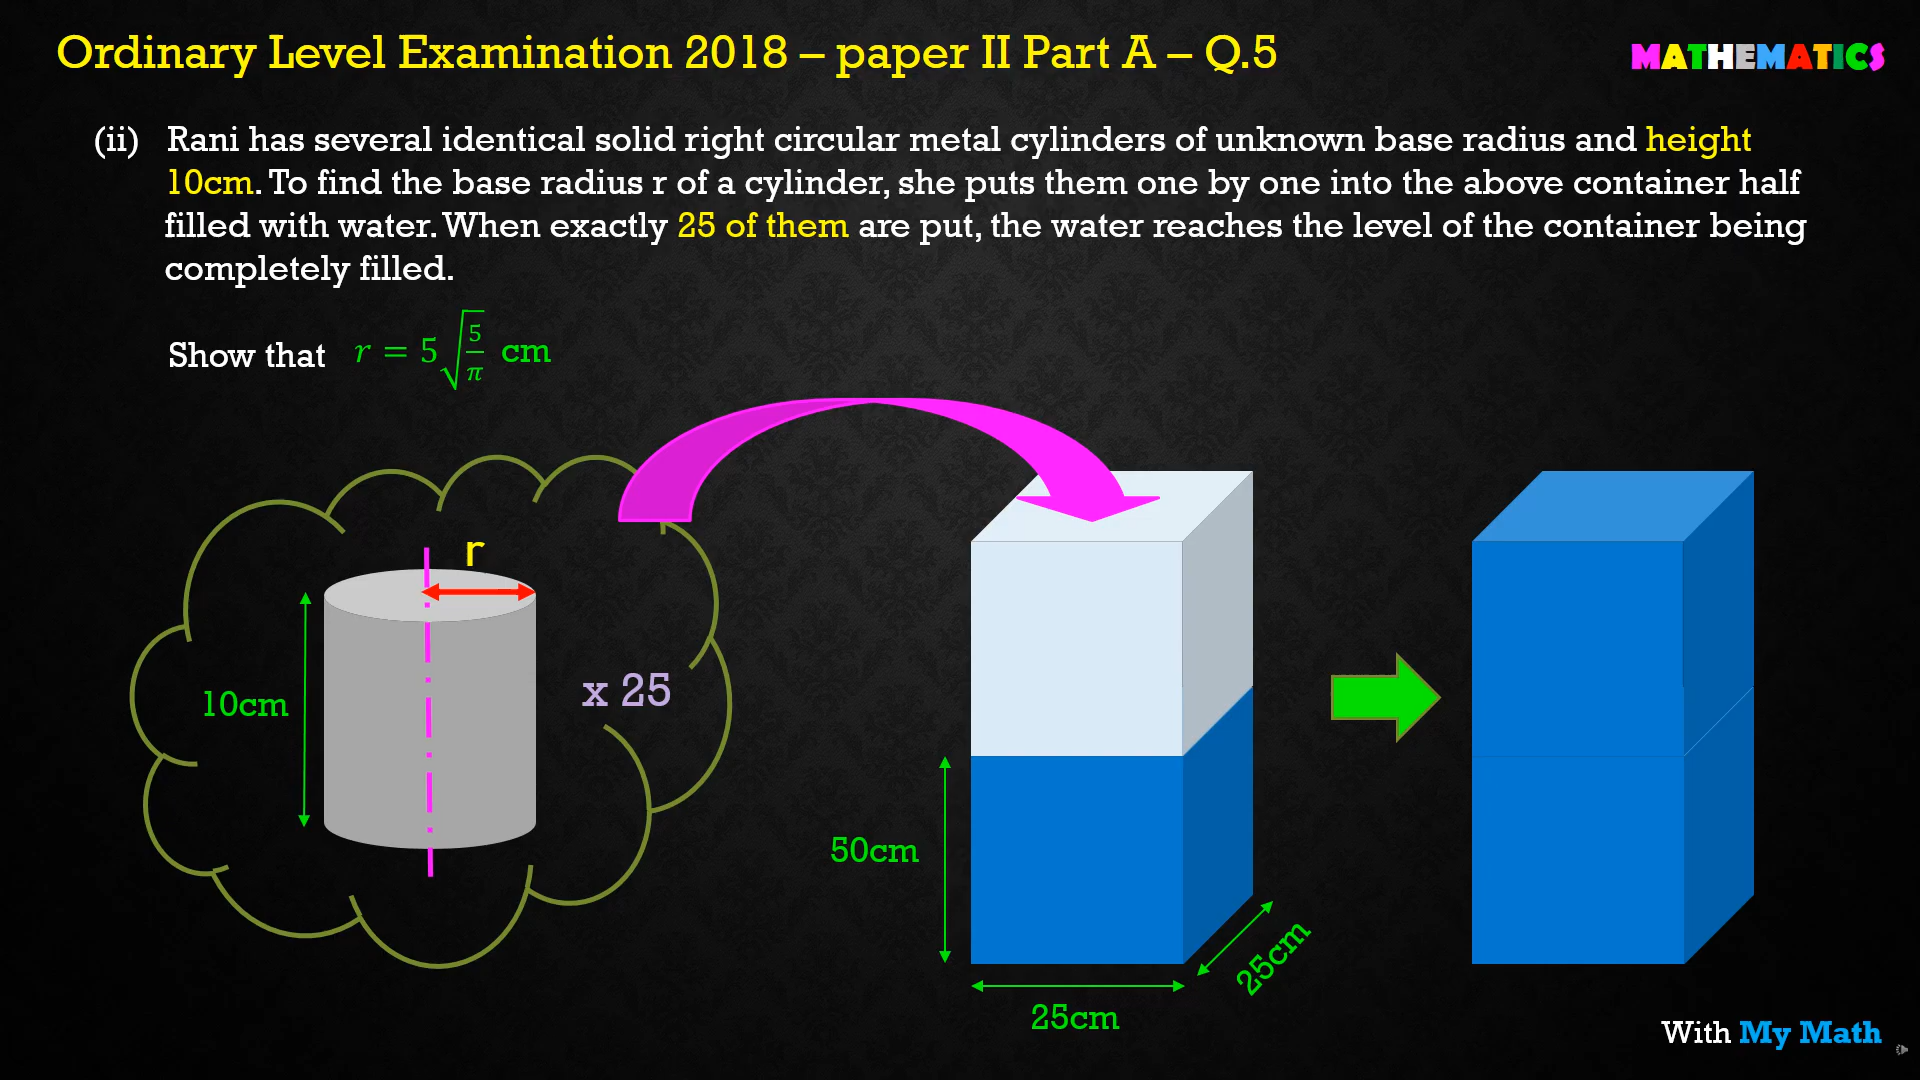 Ordinary Level Examination 2018 – paper II Part A – Q.5
MATHEMATICS
(ii) Rani has several identical solid right circular metal cylinders of unknown base radius and height
10cm. To find the base radius r of a cylinder, she puts them one by one into the above container half
filled with water. When exactly 25 of them are put, the water reaches the level of the container being
completely filled.
Show that r = 5√(5/π) cm
r
10cm
x 25
50cm
25cm
25cm
With My Math